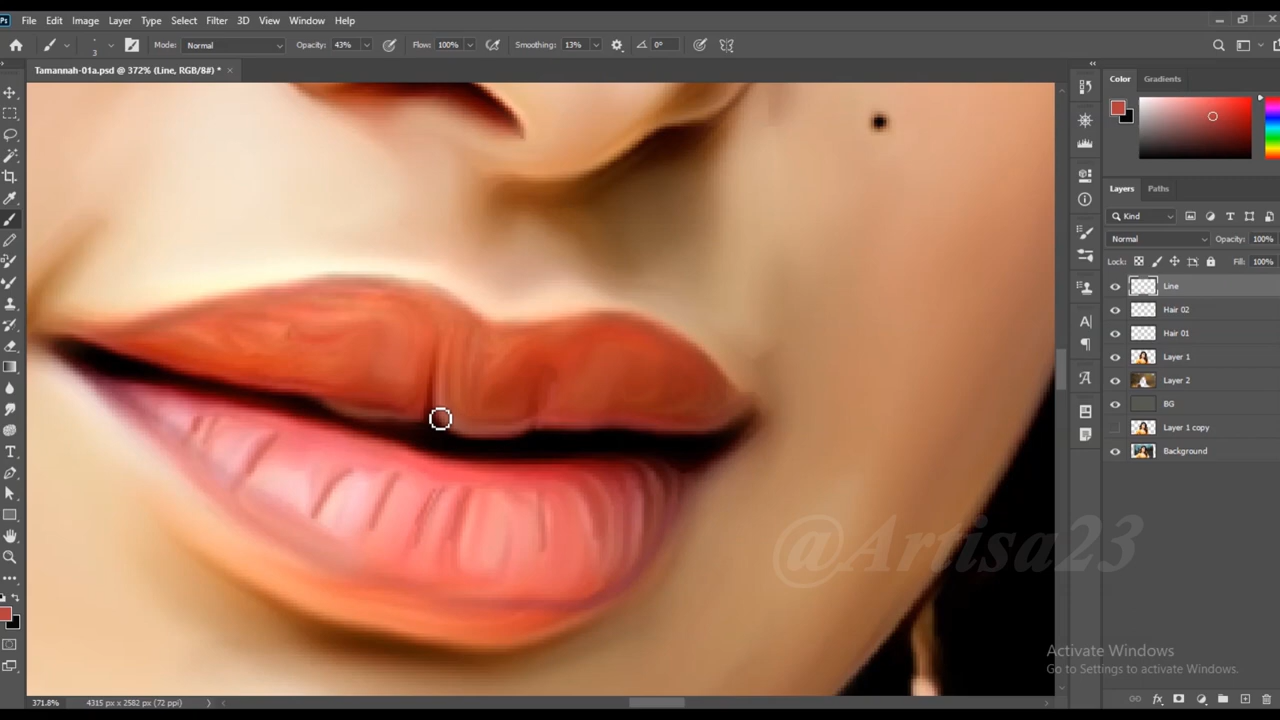 Ps File Edit Image Layer Type Select Filter 3D View Window Help
3 Mode: Normal Opacity: 43% Flow: 100% Smoothing: 13% 0°
Tamannah-01a.psd @ 372% (Line, RGB/8#) * ×
Color Gradients
Layers Paths
Kind
Normal Opacity: 100%
Lock: Fill: 100%
Line
Hair 02
Hair 01
Layer 1
Layer 2
BG
Layer 1 copy
Background
@Artisa23
Activate Windows
Go to Settings to activate Windows.
371.8% 4315 px x 2582 px (72 ppi)